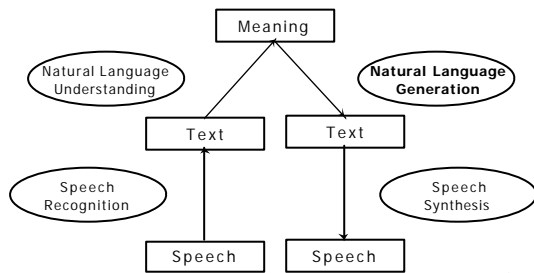 Meaning
Natural Language
Understanding
Natural Language
Generation
Text
Text
Speech
Recognition
Speech
Synthesis
Speech
Speech